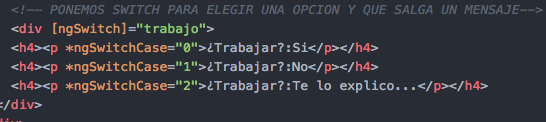 <!-- PONEMOS SWITCH PARA ELEGIR UNA OPCION Y QUE SALGA UN MENSAJE-->
<div [ngSwitch]="trabajo">
<h4><p *ngSwitchCase="0">¿Trabajar?:Si</p></h4>
<h4><p *ngSwitchCase="1">¿Trabajar?:No</p></h4>
<h4><p *ngSwitchCase="2">¿Trabajar?:Te lo explico...</p></h4>
</div>